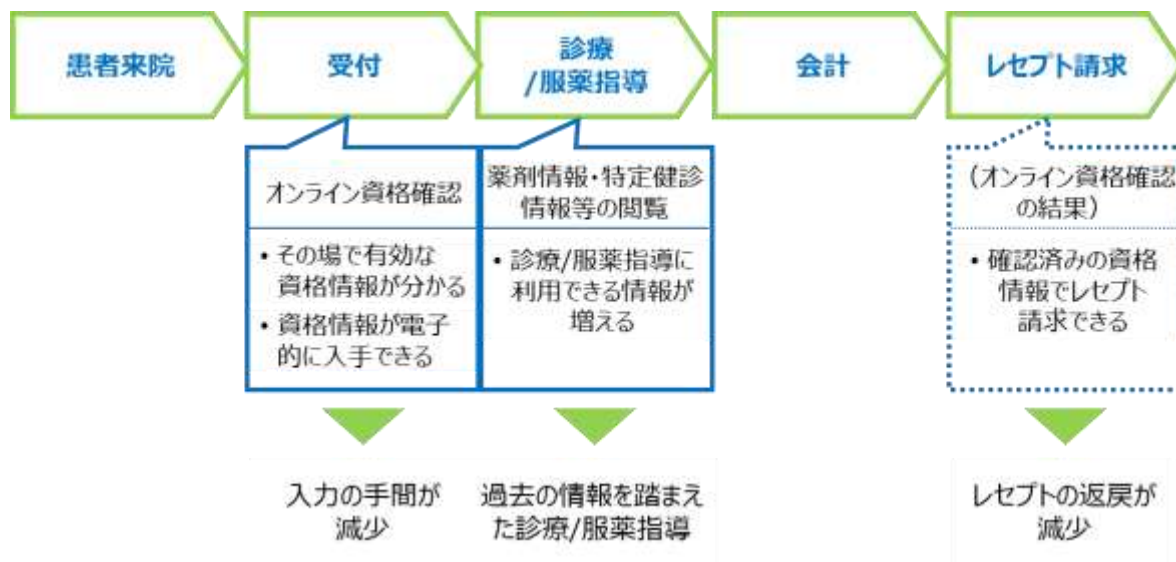 患者来院
受付
診療
/服薬指導
会計
レセプト請求
オンライン資格確認
• その場で有効な
資格情報が分かる
• 資格情報が電子
的に入手できる
薬剤情報・特定健診
情報等の閲覧
• 診療/服薬指導に
利用できる情報が
増える
（オンライン資格確認
の結果）
• 確認済みの資格
情報でレセプト
請求できる
入力の手間が
減少
過去の情報を踏まえ
た診療/服薬指導
レセプトの返戻が
減少